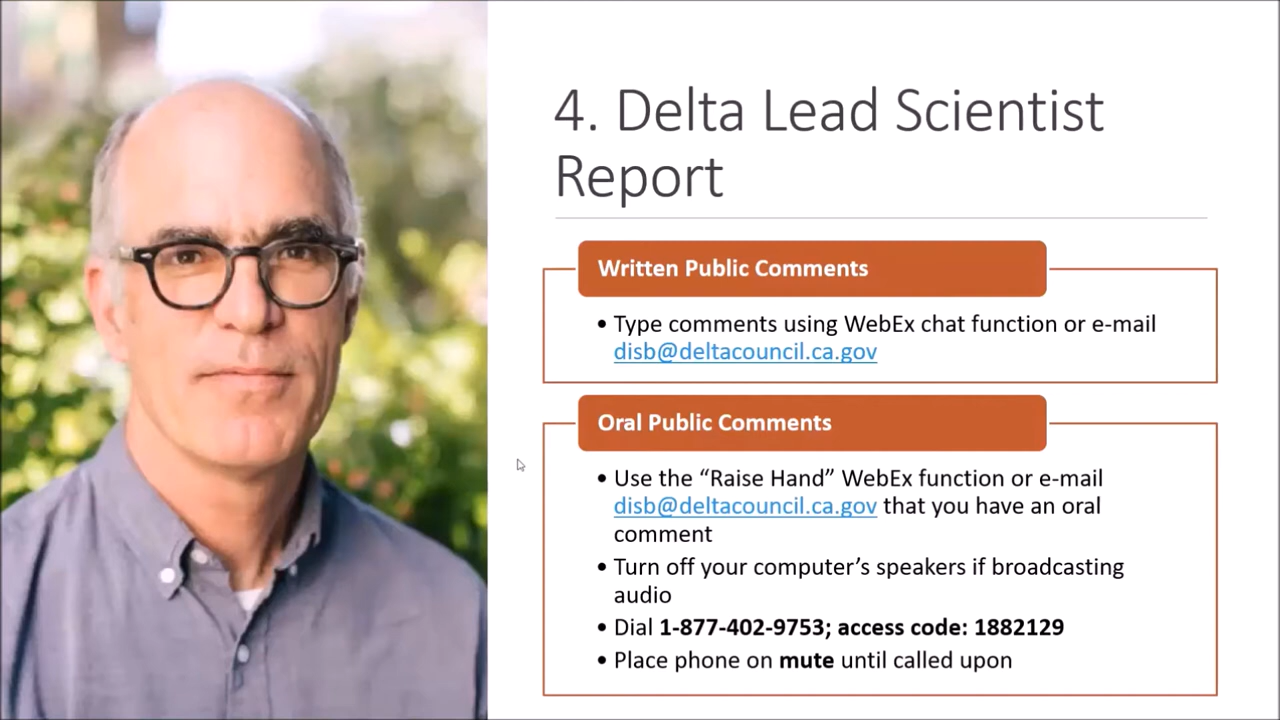 4. Delta Lead Scientist
Report
Written Public Comments
• Type comments using WebEx chat function or e-mail
disb@deltacouncil.ca.gov
Oral Public Comments
• Use the “Raise Hand” WebEx function or e-mail
disb@deltacouncil.ca.gov that you have an oral
comment
• Turn off your computer’s speakers if broadcasting
audio
• Dial 1-877-402-9753; access code: 1882129
• Place phone on mute until called upon